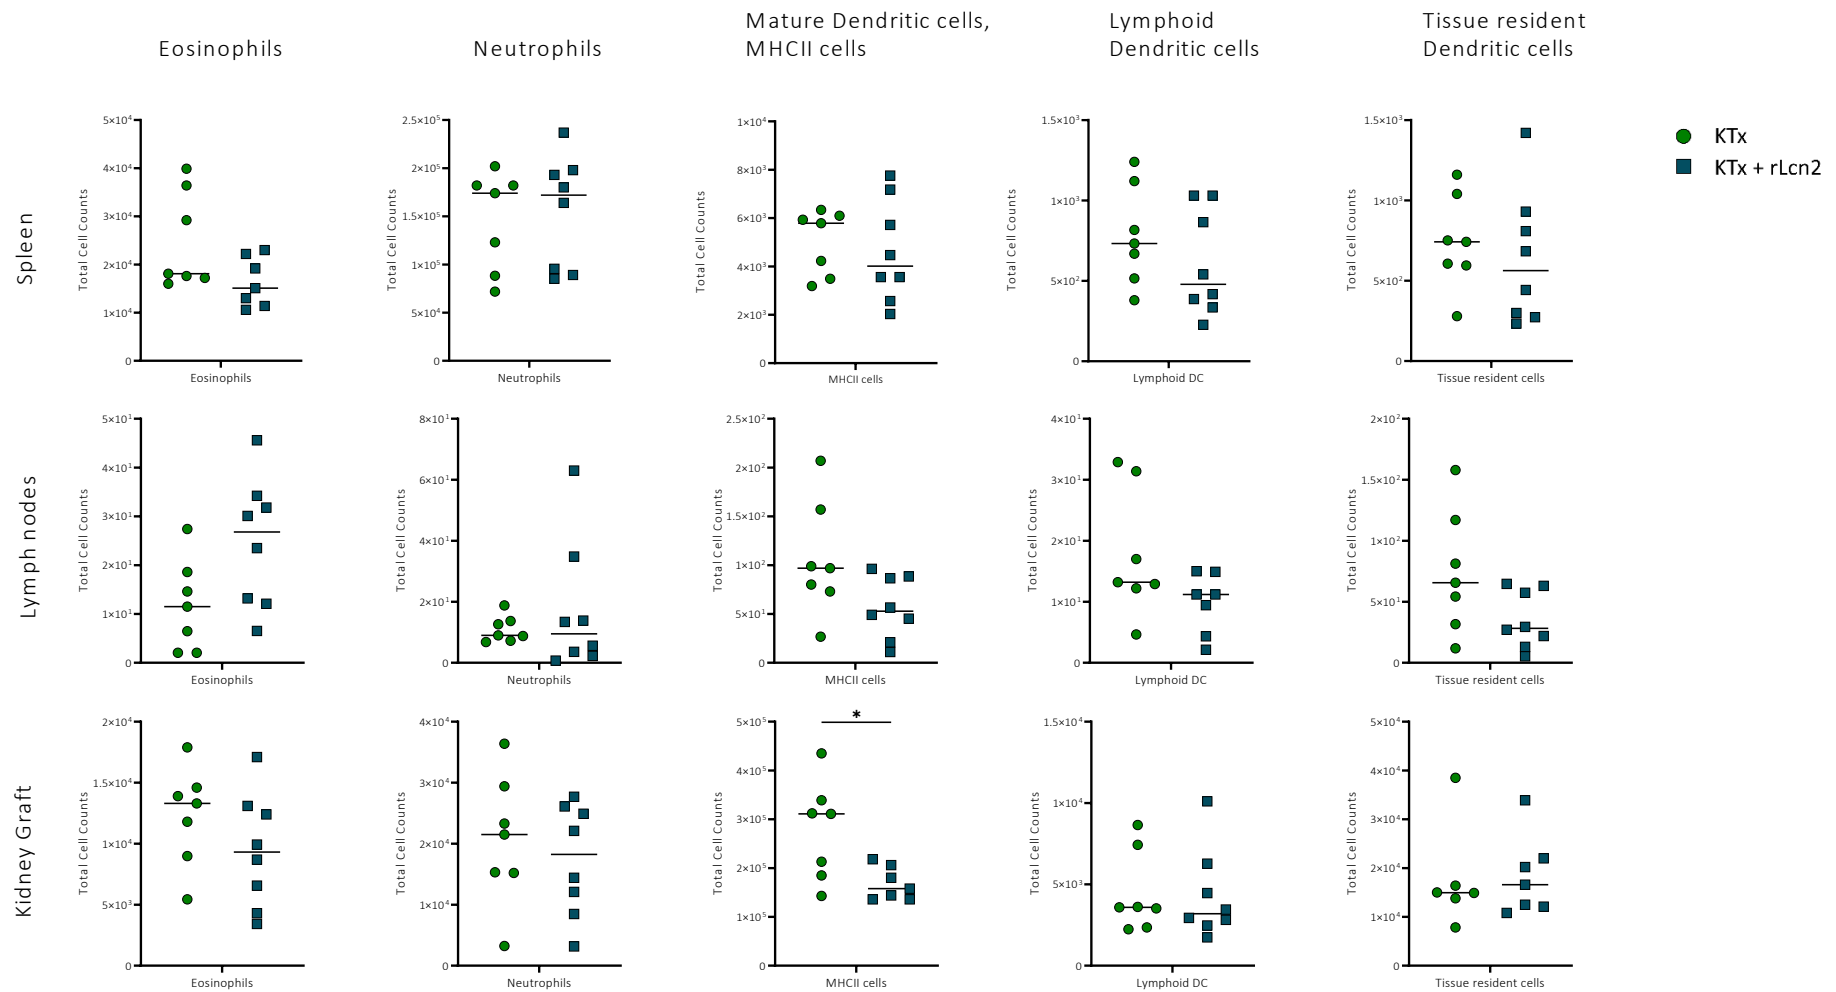 Mature Dendritic cells,
MHCII cells
Lymphoid
Dendritic cells
Tissue resident
Dendritic cells
Eosinophils
Neutrophils
KTx
KTx + rLcn2
Spleen
Total Cell Counts
5×10⁴
4×10⁴
3×10⁴
2×10⁴
1×10⁴
0
Eosinophils
Total Cell Counts
2.5×10⁵
2×10⁵
1.5×10⁵
1×10⁵
5×10⁴
0
Neutrophils
Total Cell Counts
1×10⁴
8×10³
6×10³
4×10³
2×10³
0
MHCII cells
Total Cell Counts
1.5×10³
1×10³
5×10²
0
Lymphoid DC
Total Cell Counts
1.5×10³
1×10³
5×10²
0
Tissue resident cells
Lymph nodes
Total Cell Counts
5×10¹
4×10¹
3×10¹
2×10¹
1×10¹
0
Eosinophils
Total Cell Counts
8×10¹
6×10¹
4×10¹
2×10¹
0
Neutrophils
Total Cell Counts
2.5×10²
2×10²
1.5×10²
1×10²
5×10¹
0
MHCII cells
Total Cell Counts
4×10¹
3×10¹
2×10¹
1×10¹
0
Lymphoid DC
Total Cell Counts
2×10²
1.5×10²
1×10²
5×10¹
0
Tissue resident cells
Kidney Graft
Total Cell Counts
2×10⁴
1.5×10⁴
1×10⁴
5×10³
0
Eosinophils
Total Cell Counts
4×10⁴
3×10⁴
2×10⁴
1×10⁴
0
Neutrophils
Total Cell Counts
5×10⁵
4×10⁵
3×10⁵
2×10⁵
1×10⁵
0
*
MHCII cells
Total Cell Counts
1.5×10⁴
1×10⁴
5×10³
0
Lymphoid DC
Total Cell Counts
5×10⁴
4×10⁴
3×10⁴
2×10⁴
1×10⁴
0
Tissue resident cells